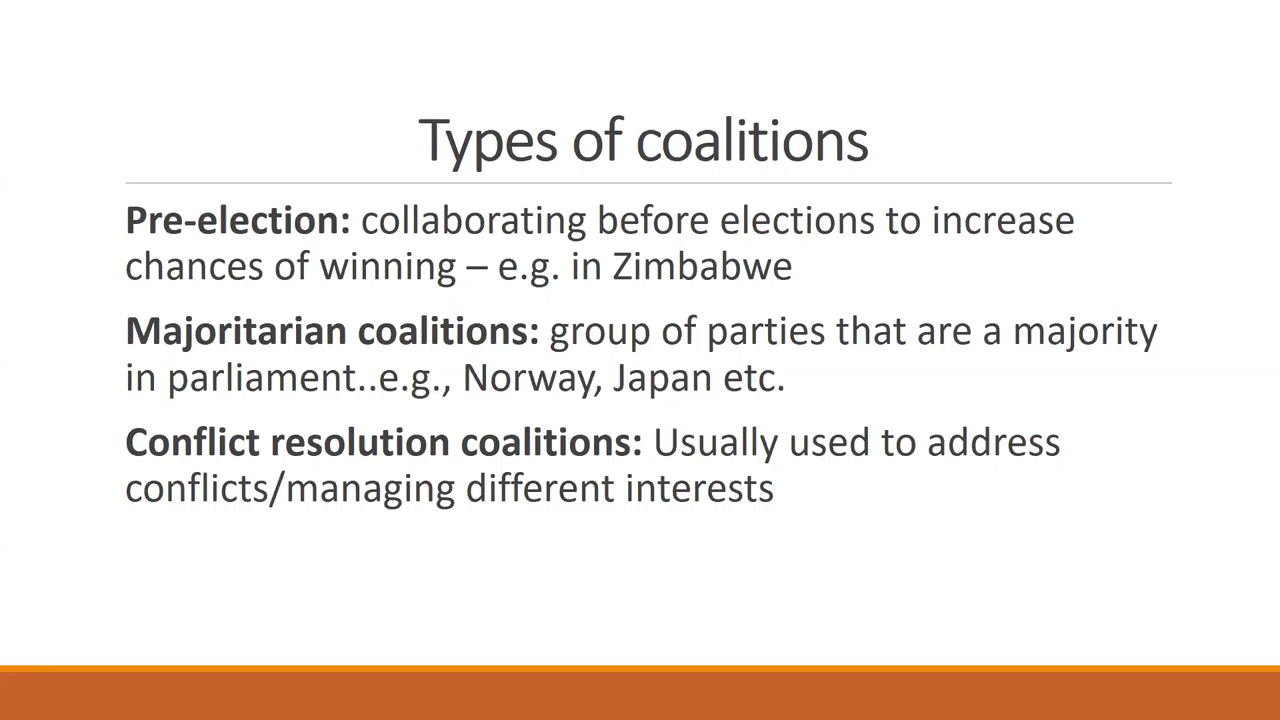 Types of coalitions
Pre-election: collaborating before elections to increase
chances of winning – e.g. in Zimbabwe
Majoritarian coalitions: group of parties that are a majority
in parliament..e.g., Norway, Japan etc.
Conflict resolution coalitions: Usually used to address
conflicts/managing different interests